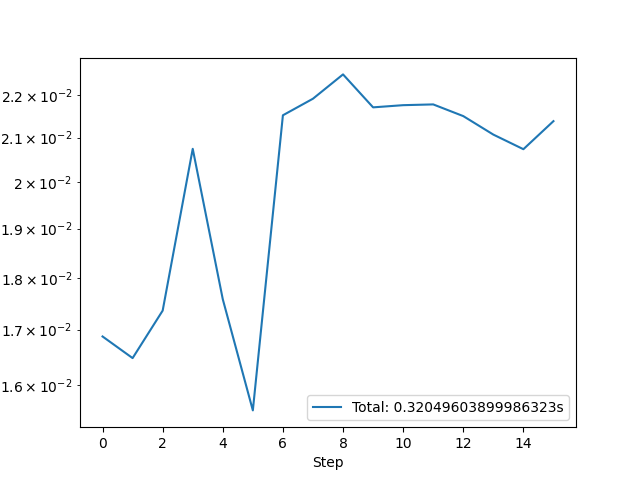 2.2 × 10⁻²
2.1 × 10⁻²
2 × 10⁻²
1.9 × 10⁻²
1.8 × 10⁻²
1.7 × 10⁻²
1.6 × 10⁻²
Total: 0.32049603899986323s
0 2 4 6 8 10 12 14
Step